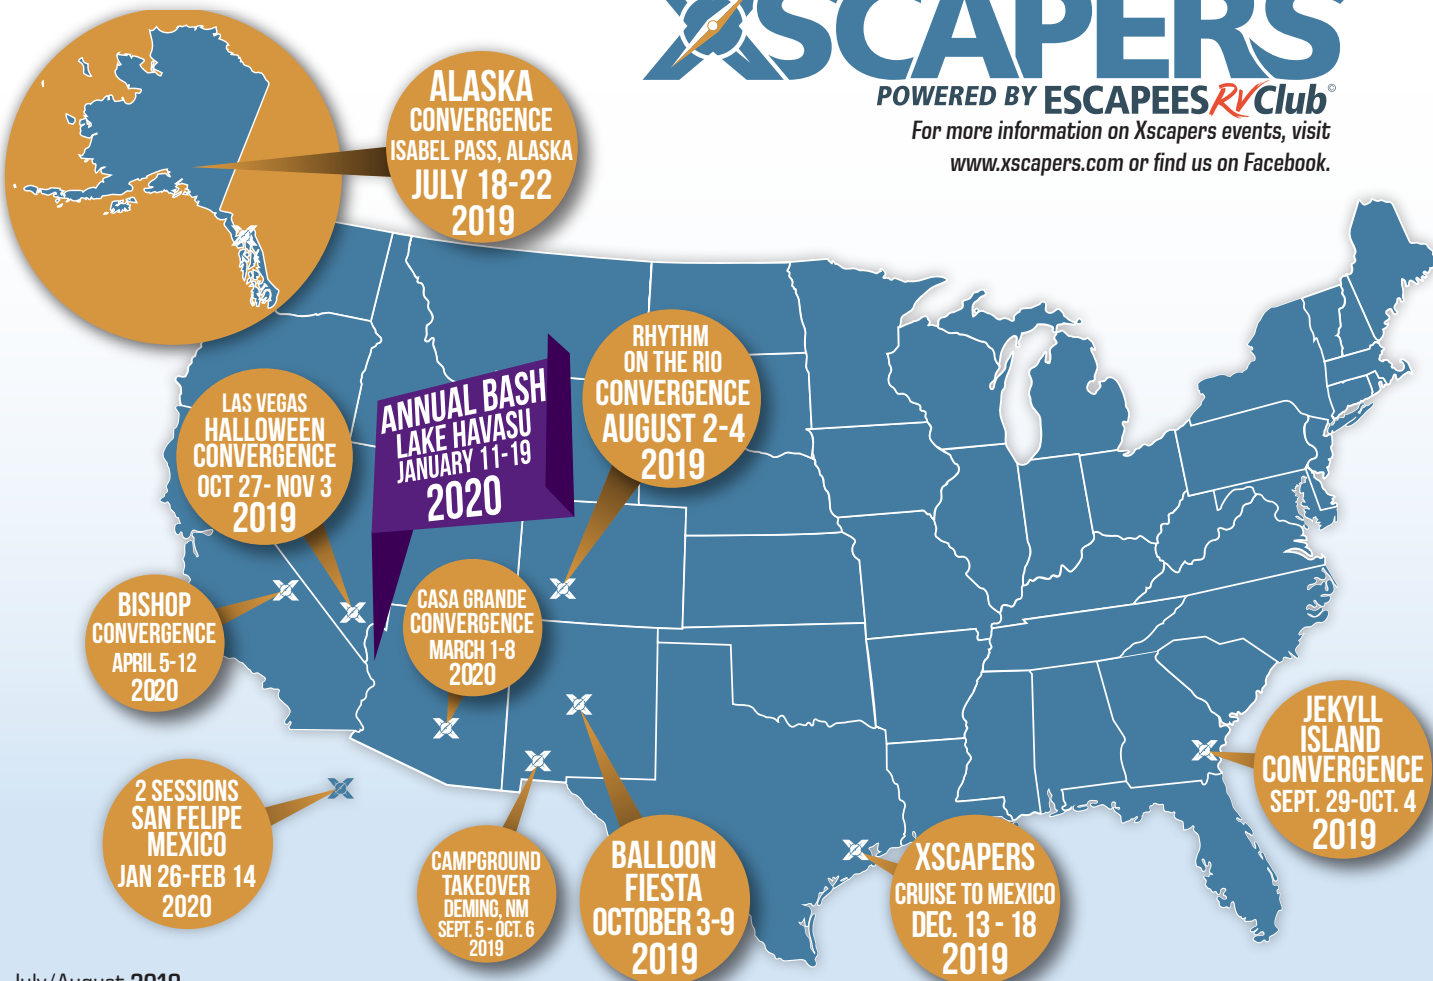 XSCAPERS
POWERED BY ESCAPEES RV Club©
For more information on Xscapers events, visit
www.xscapers.com or find us on Facebook.
ALASKA
CONVERGENCE
ISABEL PASS, ALASKA
JULY 18-22
2019
RHYTHM
ON THE RIO
CONVERGENCE
AUGUST 2-4
2019
ANNUAL BASH
LAKE HAVASU
JANUARY 11-19
2020
LAS VEGAS
HALLOWEEN
CONVERGENCE
OCT 27- NOV 3
2019
BISHOP
CONVERGENCE
APRIL 5-12
2020
CASA GRANDE
CONVERGENCE
MARCH 1-8
2020
2 SESSIONS
SAN FELIPE
MEXICO
JAN 26-FEB 14
2020
CAMPGROUND
TAKEOVER
DEMING, NM
SEPT. 5 - OCT. 6
2019
BALLOON
FIESTA
OCTOBER 3-9
2019
XSCAPERS
CRUISE TO MEXICO
DEC. 13 - 18
2019
JEKYLL
ISLAND
CONVERGENCE
SEPT. 29-OCT. 4
2019
July/August 2019